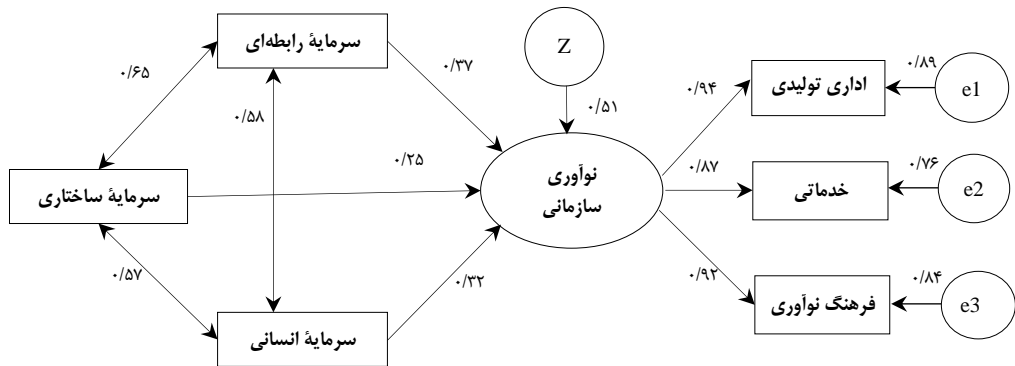 سرمایهٔ رابطه‌ای
Z
۰/۶۵
۰/۳۷
۰/۵۱
۰/۵۸
۰/۹۴
اداری تولیدی
۰/۸۹
e1
سرمایهٔ ساختاری
۰/۲۵
نوآوری
سازمانی
۰/۸۷
خدماتی
۰/۷۶
e2
۰/۵۷
۰/۳۲
۰/۹۲
فرهنگ نوآوری
۰/۸۴
e3
سرمایهٔ انسانی